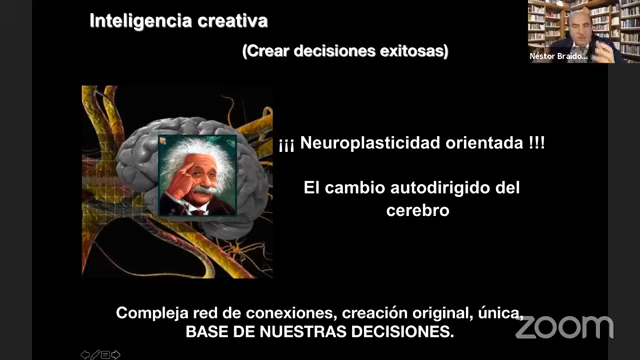 Inteligencia creativa
(Crear decisiones exitosas)
Néstor Braido...
¡¡¡ Neuroplasticidad orientada !!!
El cambio autodirigido del
cerebro
Compleja red de conexiones, creación original, única,
BASE DE NUESTRAS DECISIONES.
zoom